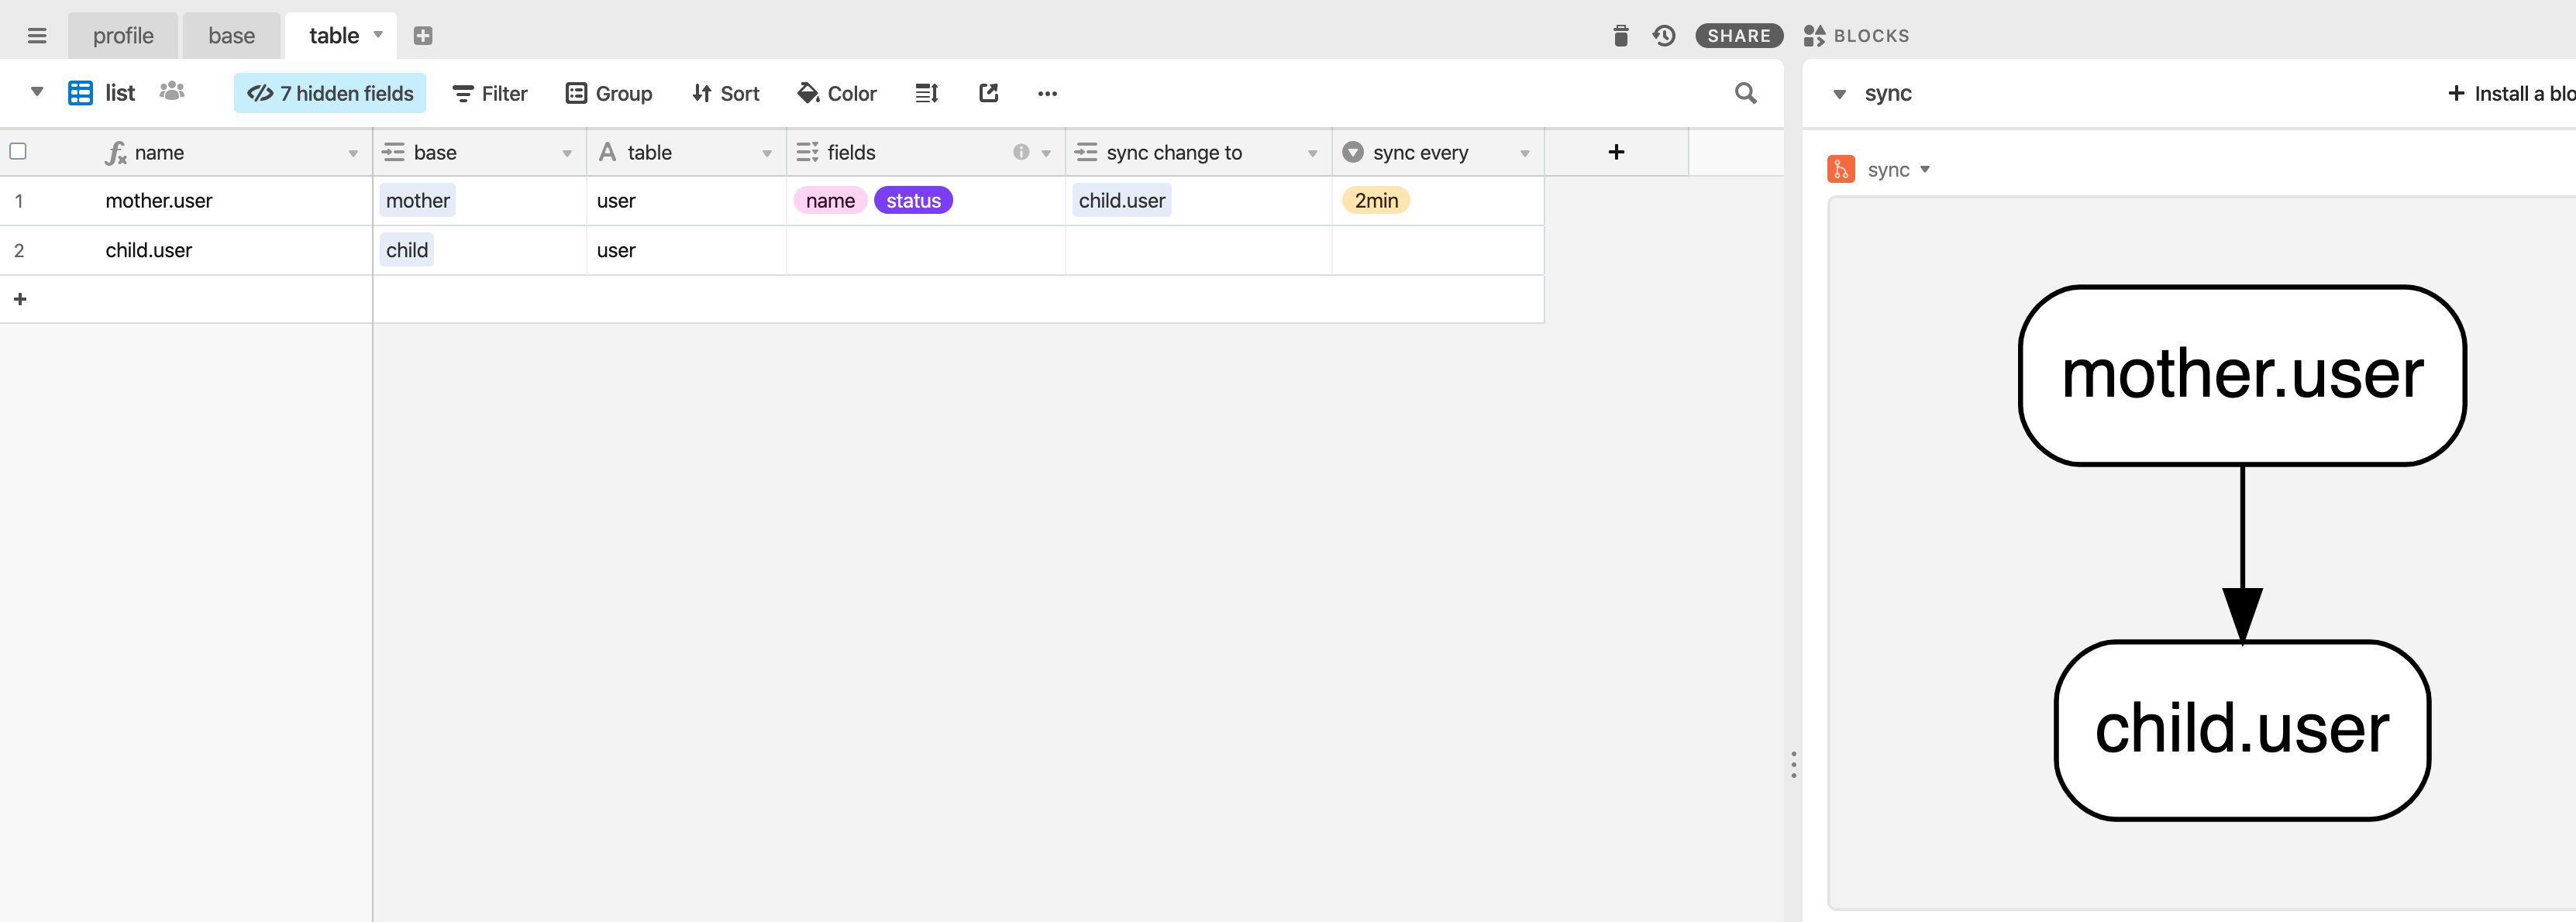 profile base table SHARE BLOCKS
list 7 hidden fields Filter Group Sort Color sync + Install a blo
name base table fields sync change to sync every +
sync
1 mother.user mother user name status child.user 2min
2 child.user child user
+
mother.user
child.user